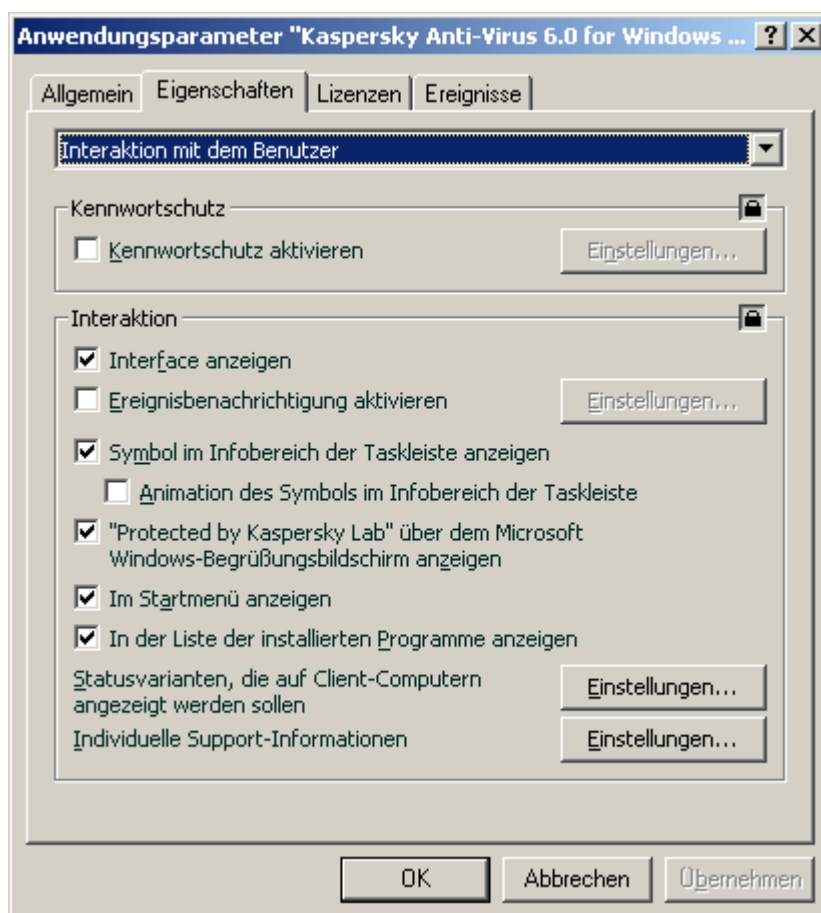 Anwendungsparameter "Kaspersky Anti-Virus 6.0 for Windows ...
Allgemein Eigenschaften Lizenzen Ereignisse
Interaktion mit dem Benutzer
Kennwortschutz
Kennwortschutz aktivieren Einstellungen...
Interaktion
Interface anzeigen
Ereignisbenachrichtigung aktivieren Einstellungen...
Symbol im Infobereich der Taskleiste anzeigen
Animation des Symbols im Infobereich der Taskleiste
"Protected by Kaspersky Lab" über dem Microsoft
Windows-Begrüßungsbildschirm anzeigen
Im Startmenü anzeigen
In der Liste der installierten Programme anzeigen
Statusvarianten, die auf Client-Computern
angezeigt werden sollen Einstellungen...
Individuelle Support-Informationen Einstellungen...
OK Abbrechen Übernehmen